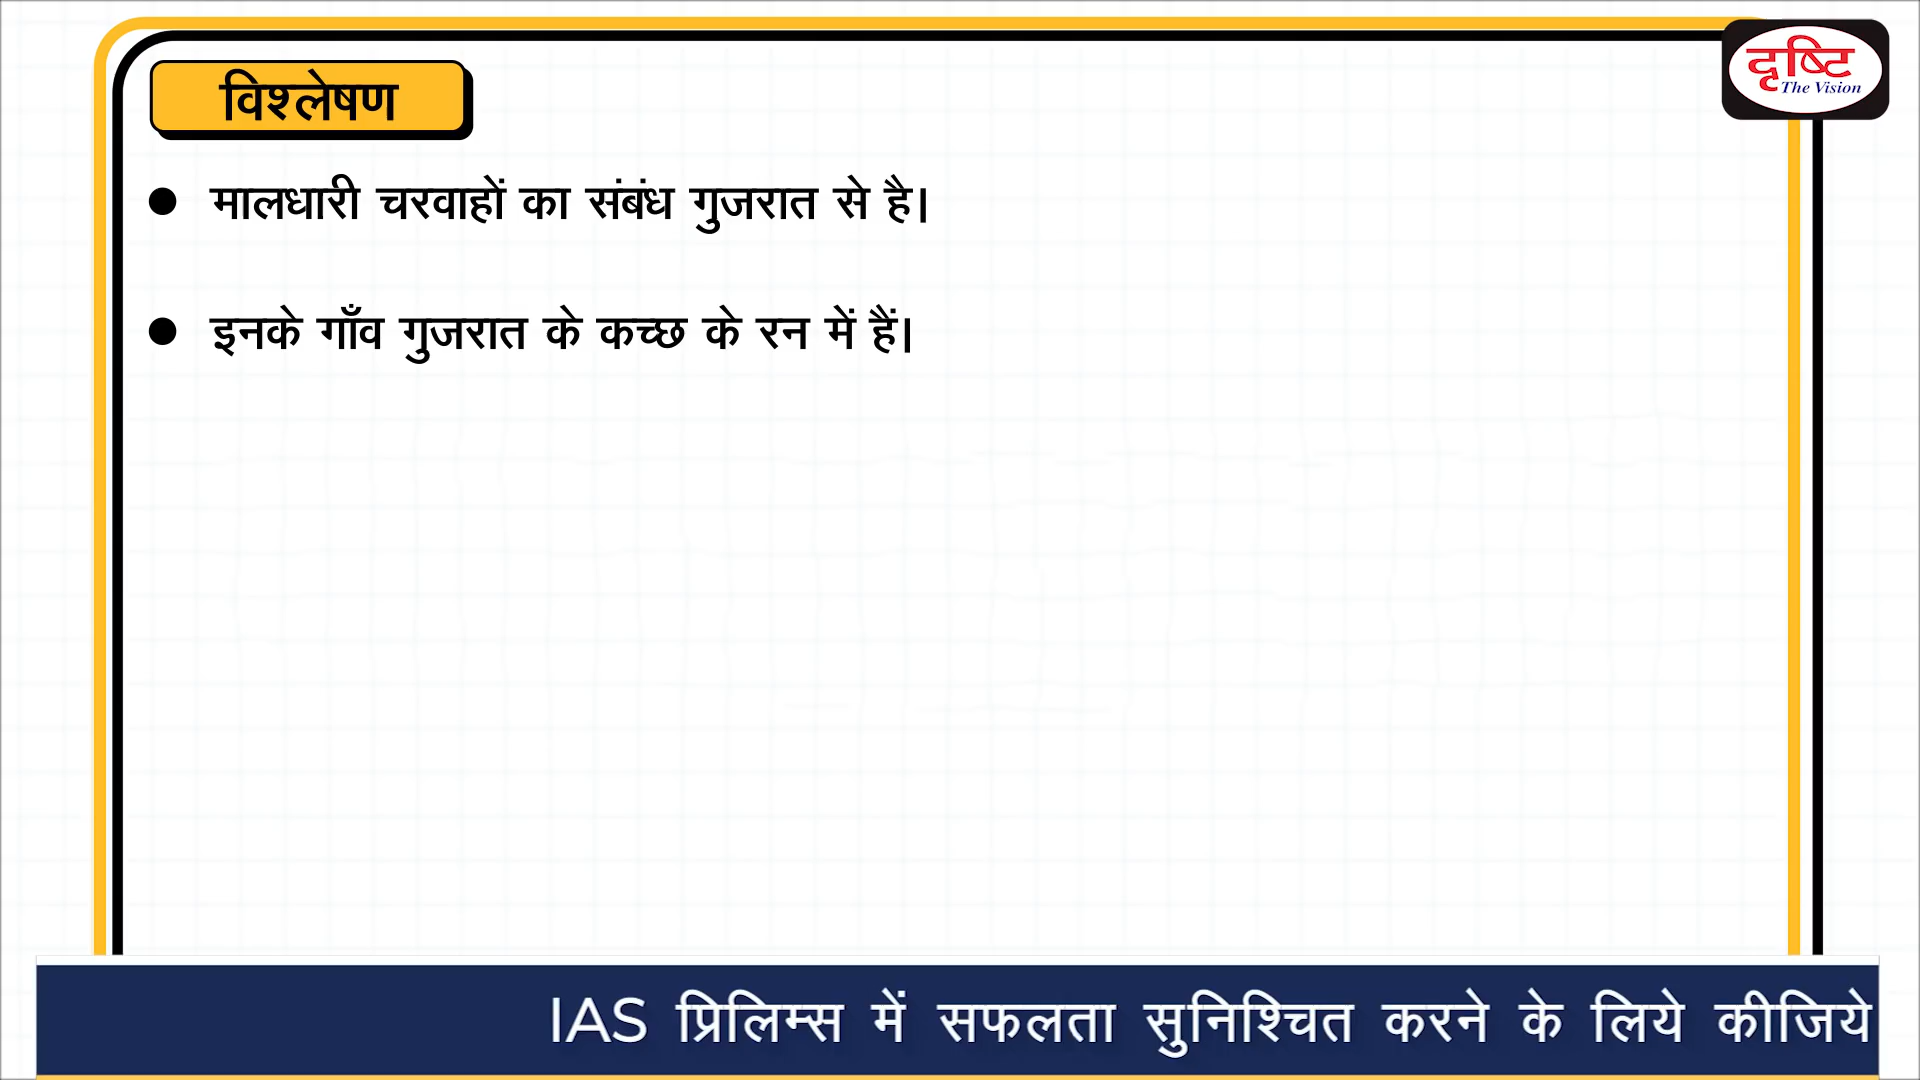 दृष्टि
The Vision
विश्लेषण
● मालधारी चरवाहों का संबंध गुजरात से है।
● इनके गाँव गुजरात के कच्छ के रन में हैं।
IAS प्रिलिम्स में सफलता सुनिश्चित करने के लिये कीजिये